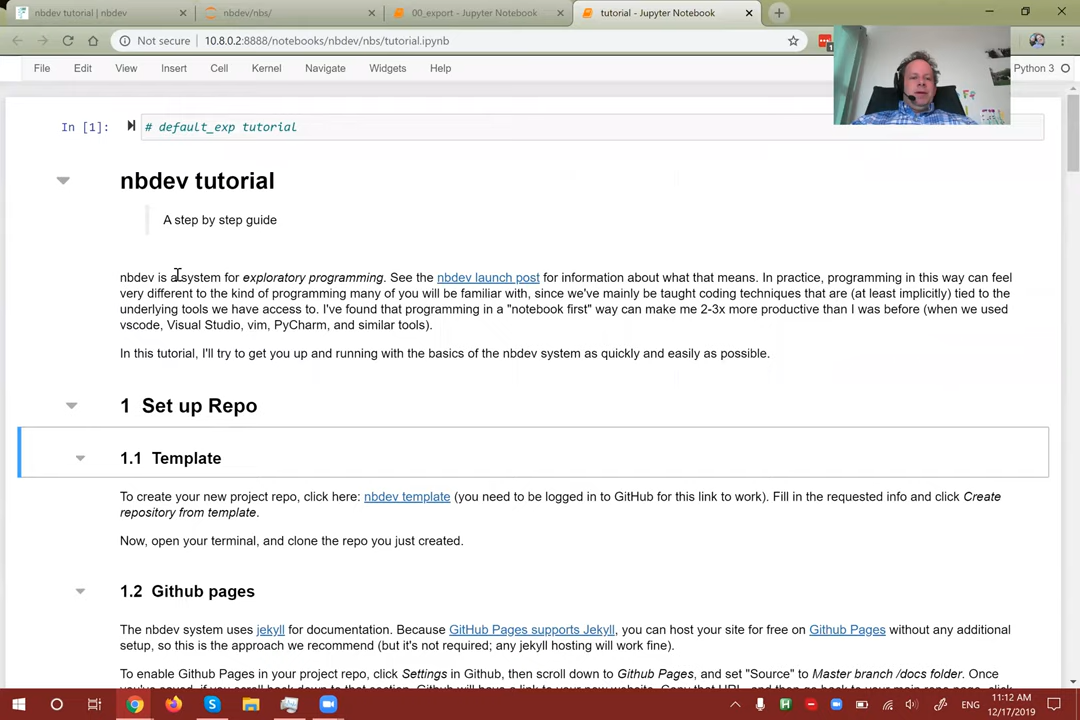 nbdev tutorial | nbdev
nbdev/nbs/
00_export - Jupyter Notebook
tutorial - Jupyter Notebook
Not secure
10.8.0.2:8888/notebooks/nbdev/nbs/tutorial.ipynb
File Edit View Insert Cell Kernel Navigate Widgets Help
Python 3
In [1]:
# default_exp tutorial
nbdev tutorial
A step by step guide
nbdev is a system for exploratory programming. See the nbdev launch post for information about what that means. In practice, programming in this way can feel
very different to the kind of programming many of you will be familiar with, since we've mainly be taught coding techniques that are (at least implicitly) tied to the
underlying tools we have access to. I've found that programming in a "notebook first" way can make me 2-3x more productive than I was before (when we used
vscode, Visual Studio, vim, PyCharm, and similar tools).
In this tutorial, I'll try to get you up and running with the basics of the nbdev system as quickly and easily as possible.
1 Set up Repo
1.1 Template
To create your new project repo, click here: nbdev template (you need to be logged in to GitHub for this link to work). Fill in the requested info and click Create
repository from template.
Now, open your terminal, and clone the repo you just created.
1.2 Github pages
The nbdev system uses jekyll for documentation. Because GitHub Pages supports Jekyll, you can host your site for free on Github Pages without any additional
setup, so this is the approach we recommend (but it's not required; any jekyll hosting will work fine).
To enable Github Pages in your project repo, click Settings in Github, then scroll down to Github Pages, and set "Source" to Master branch /docs folder. Once
ENG
11:12 AM
12/17/2019